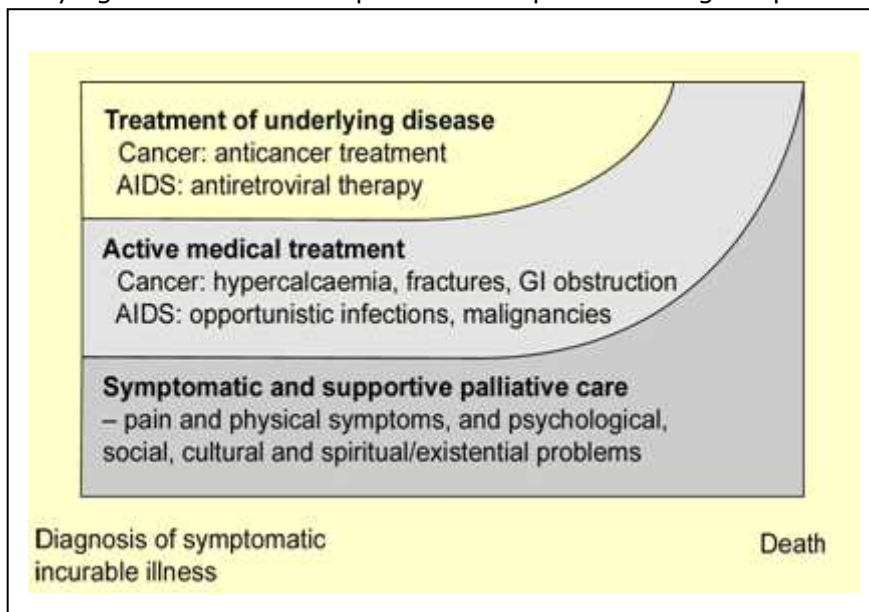 Treatment of underlying disease
Cancer: anticancer treatment
AIDS: antiretroviral therapy
Active medical treatment
Cancer: hypercalcaemia, fractures, GI obstruction
AIDS: opportunistic infections, malignancies
Symptomatic and supportive palliative care
– pain and physical symptoms, and psychological,
social, cultural and spiritual/existential problems
Diagnosis of symptomatic
incurable illness
Death